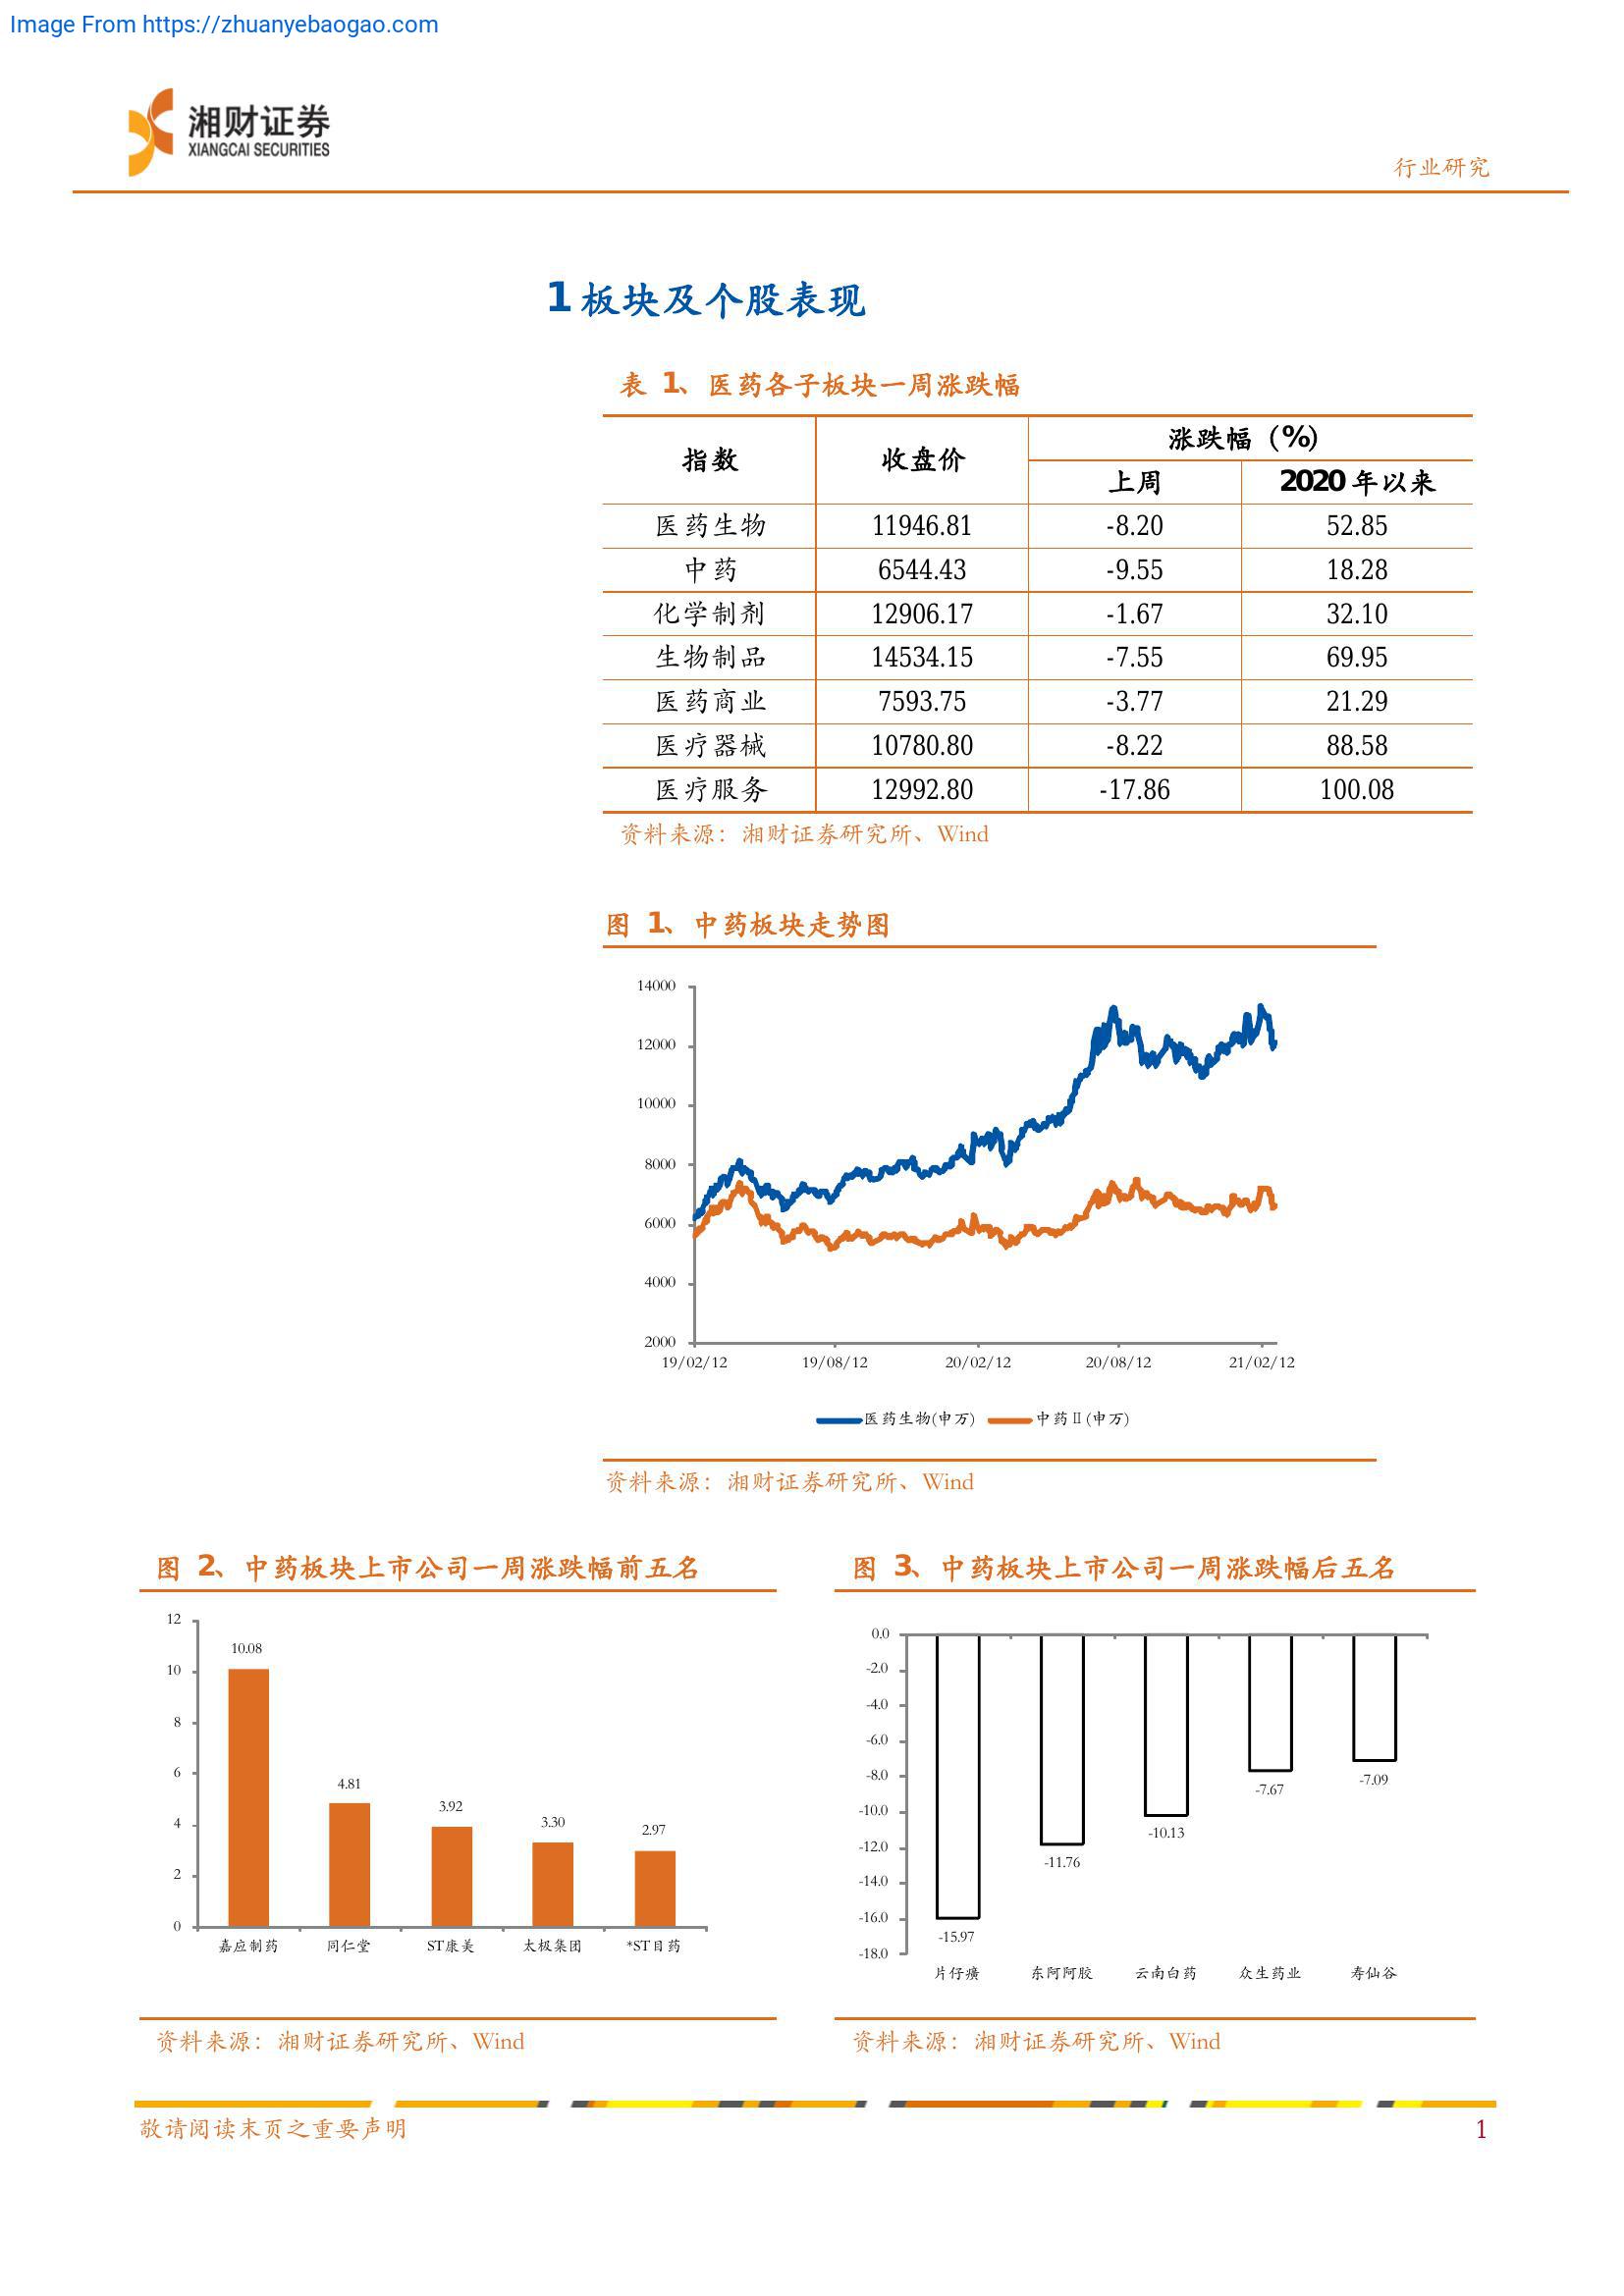 Image From https://zhuanyebaogao.com
湘财证券
XIANGCAI SECURITIES
行业研究
1 板块及个股表现
表 1、医药各子板块一周涨跌幅
指数 收盘价 涨跌幅（%）
上周 2020 年以来
医药生物 11946.81 -8.20 52.85
中药 6544.43 -9.55 18.28
化学制剂 12906.17 -1.67 32.10
生物制品 14534.15 -7.55 69.95
医药商业 7593.75 -3.77 21.29
医疗器械 10780.80 -8.22 88.58
医疗服务 12992.80 -17.86 100.08
资料来源：湘财证券研究所、Wind
图 1、中药板块走势图
14000
12000
10000
8000
6000
4000
2000
19/02/12 19/08/12 20/02/12 20/08/12 21/02/12
医药生物(申万) 中药Ⅱ(申万)
资料来源：湘财证券研究所、Wind
图 2、中药板块上市公司一周涨跌幅前五名
12
10
8
6
4
2
0
10.08
4.81
3.92
3.30
2.97
嘉应制药 同仁堂 ST康美 太极集团 *ST目药
资料来源：湘财证券研究所、Wind
图 3、中药板块上市公司一周涨跌幅后五名
0.0
-2.0
-4.0
-6.0
-8.0
-10.0
-12.0
-14.0
-16.0
-18.0
-15.97
-11.76
-10.13
-7.67
-7.09
片仔癀 东阿阿胶 云南白药 众生药业 寿仙谷
资料来源：湘财证券研究所、Wind
敬请阅读末页之重要声明
1